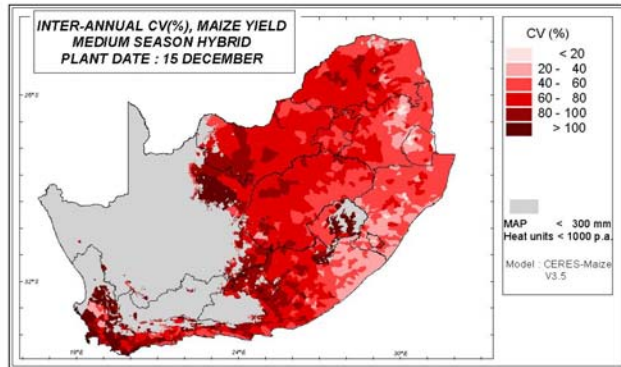 INTER-ANNUAL CV(%), MAIZE YIELD
MEDIUM SEASON HYBRID
PLANT DATE : 15 DECEMBER
CV (%)
< 20
20 - 40
40 - 60
60 - 80
80 - 100
> 100
MAP < 300 mm
Heat units < 1000 p.a.
Model : CERES-Maize
V3.5